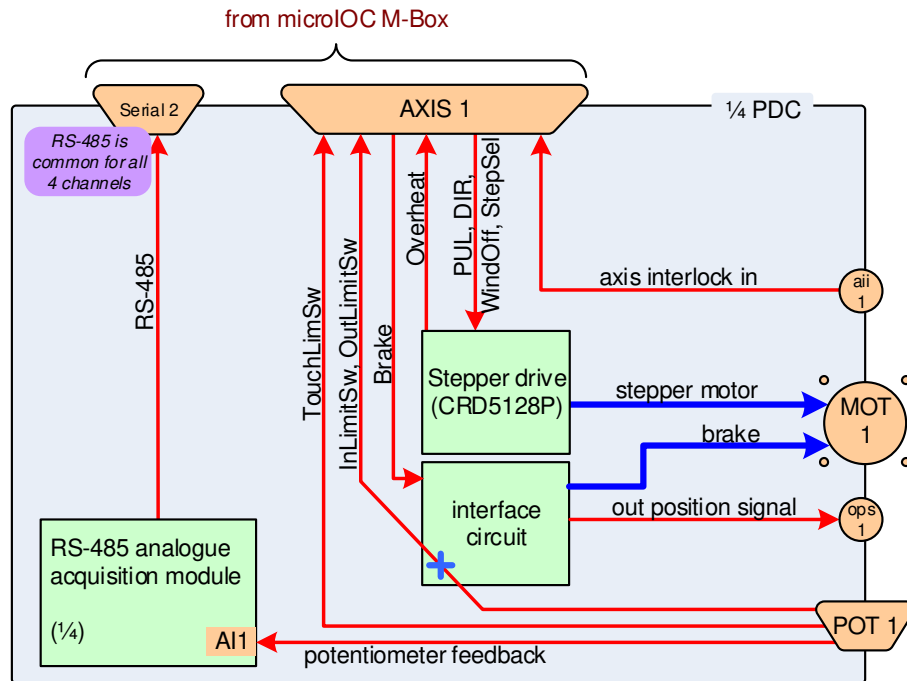 from microIOC M-Box
Serial 2
AXIS 1
¼ PDC
RS-485 is
common for all
4 channels
RS-485
TouchLimSw
InLimitSw, OutLimitSw
Brake
Overheat
PUL, DIR,
WindOff, StepSel
axis interlock in
aii
1
Stepper drive
(CRD5128P)
stepper motor
MOT
1
brake
interface
circuit
out position signal
ops
1
RS-485 analogue
acquisition module
(¼)
AI1
potentiometer feedback
POT 1